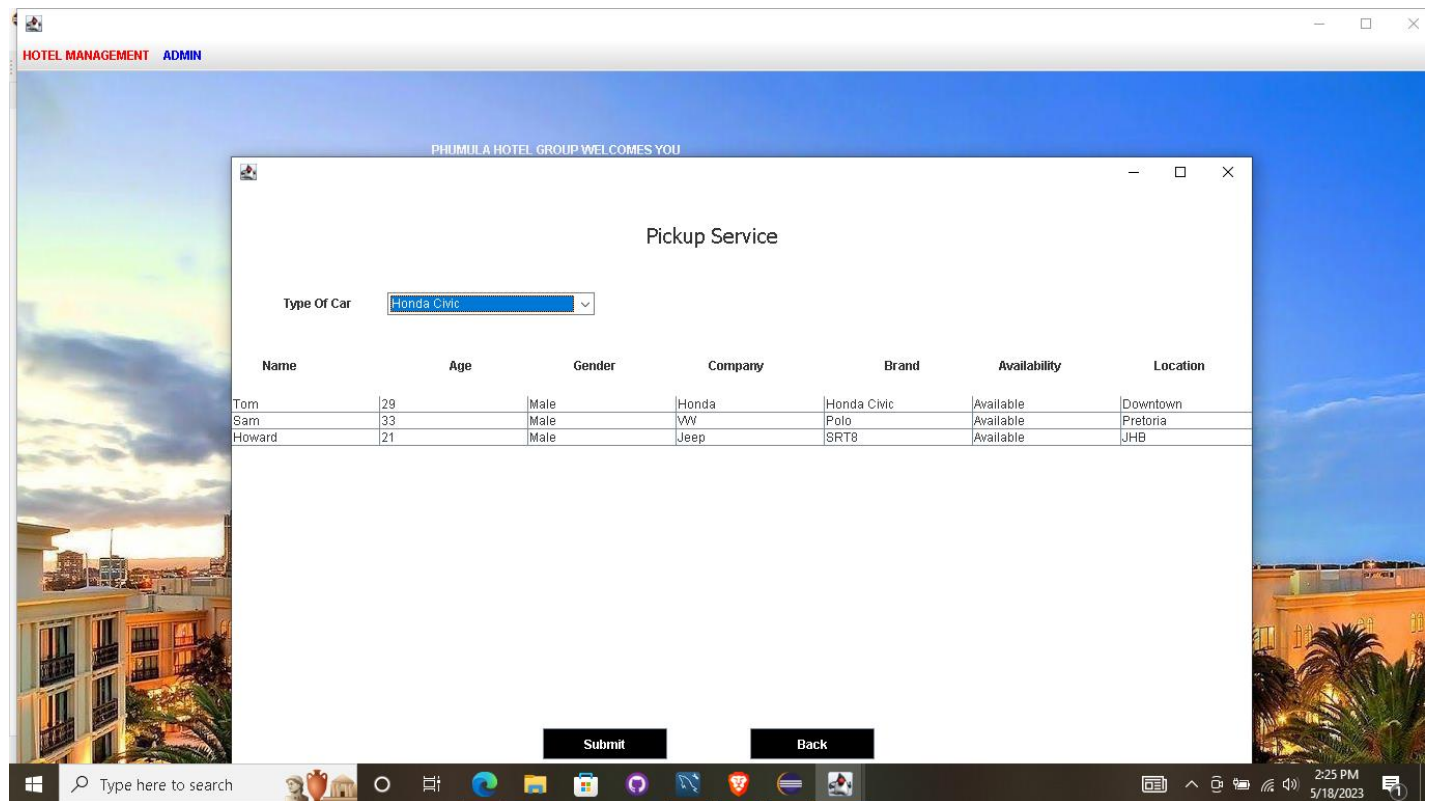 HOTEL MANAGEMENT ADMIN
PHUMULA HOTEL GROUP WELCOMES YOU
Pickup Service
Type Of Car Honda Civic
Name Age Gender Company Brand Availability Location
Tom 29 Male Honda Honda Civic Available Downtown
Sam 33 Male VW Polo Available Pretoria
Howard 21 Male Jeep SRT8 Available JHB
Submit Back
Type here to search
2:25 PM
5/18/2023
1